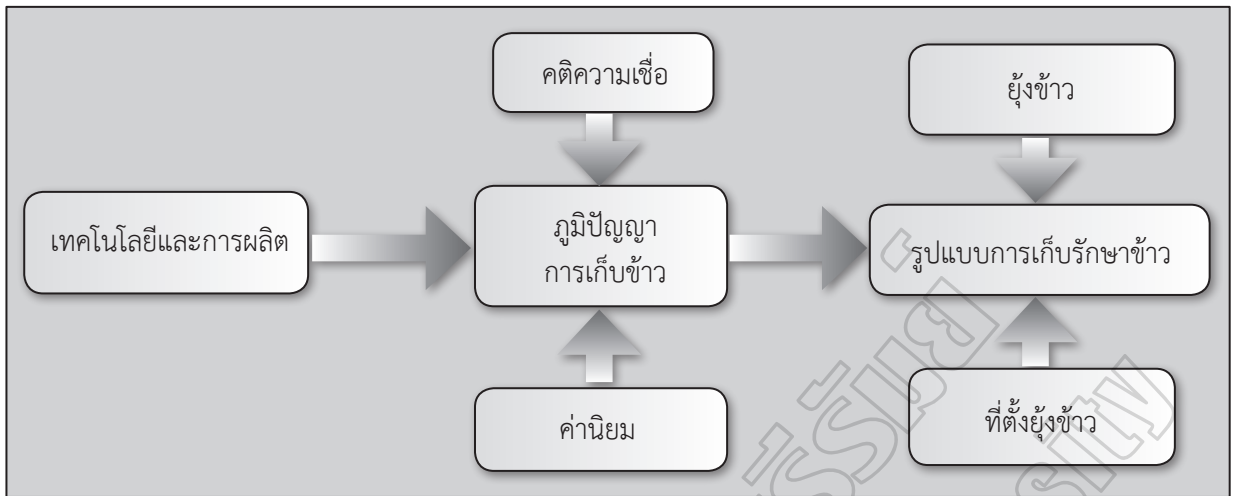 คติความเชื่อ
ยุ้งข้าว
เทคโนโลยีและการผลิต
ภูมิปัญญา
การเก็บข้าว
รูปแบบการเก็บรักษาข้าว
ค่านิยม
ที่ตั้งยุ้งข้าว